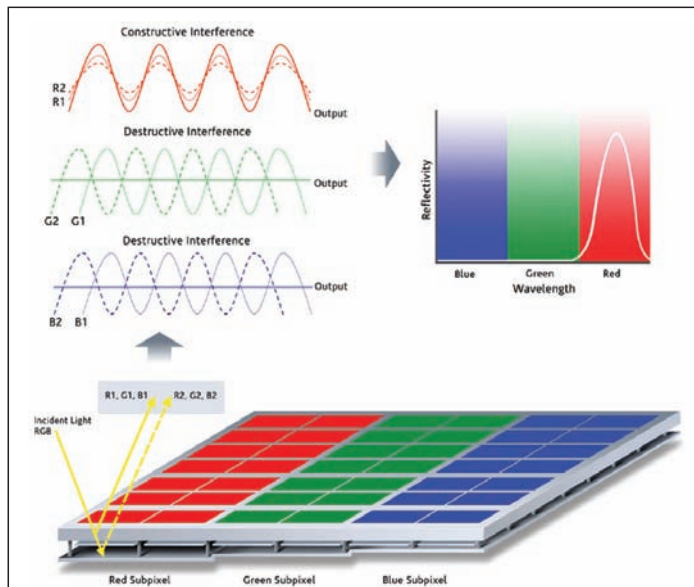 Constructive Interference
R2
R1
Output
Destructive Interference
Output
G2 G1
Destructive Interference
Output
B2 B1
Reflectivity
Blue Green Red
Wavelength
R1, G1, B1 R2, G2, B2
Incident Light
RGB
Red Subpixel Green Subpixel Blue Subpixel